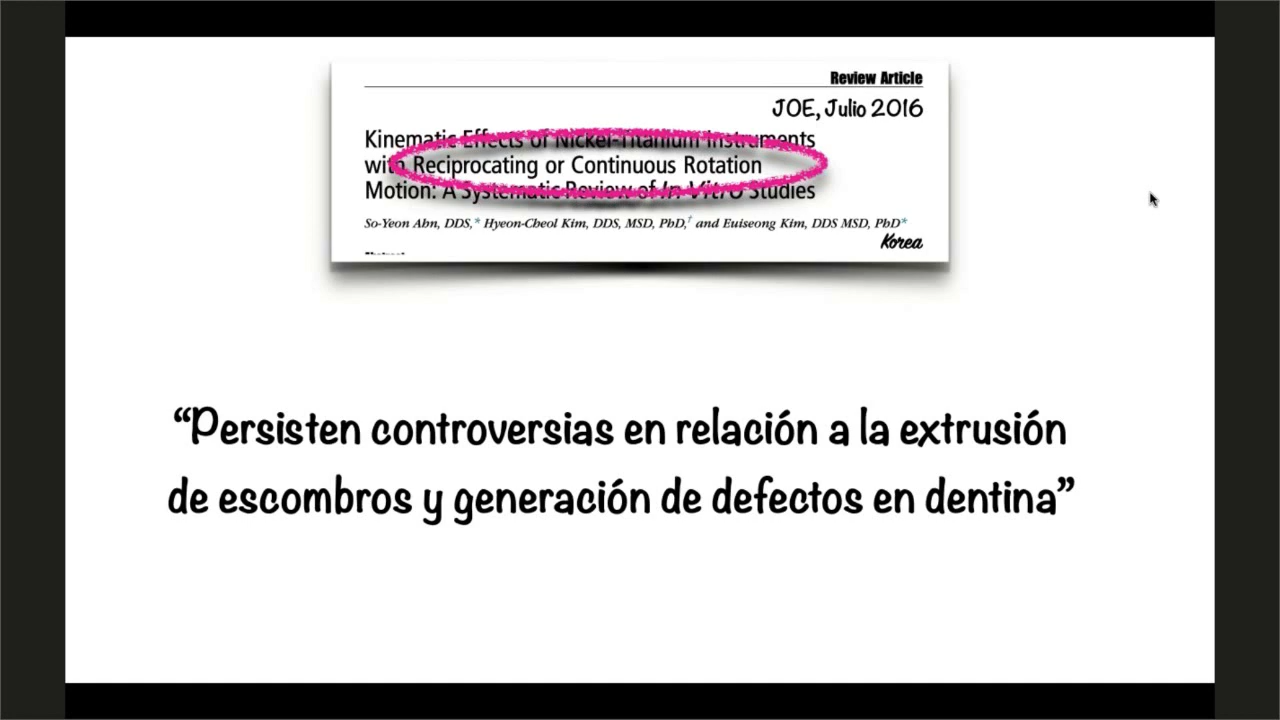 Review Article
JOE, Julio 2016
Kinematic Effects of Nickel-Titanium Instruments
with Reciprocating or Continuous Rotation
Motion: A Systematic Review of In Vitro Studies
So-Yeon Ahn, DDS,* Hyeon-Cheol Kim, DDS, MSD, PhD,† and Euiseong Kim, DDS MSD, PhD*
Korea
“Persisten controversias en relación a la extrusión
de escombros y generación de defectos en dentina”